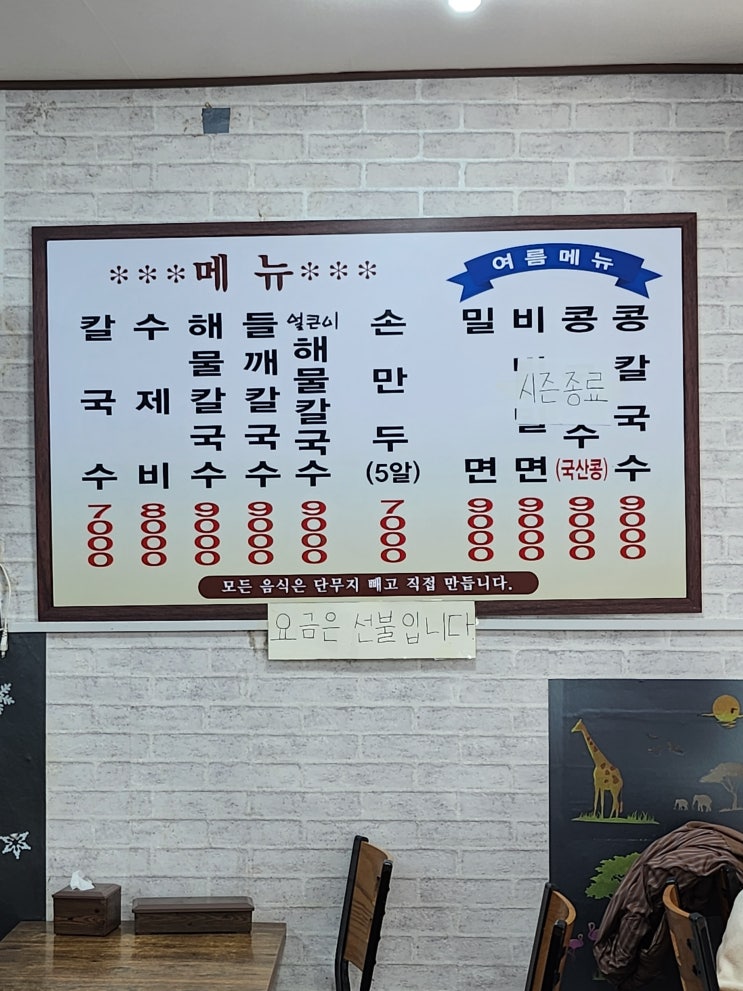 ***메 뉴***
칼국수 7000
수제비 8000
해물칼국수 9000
들깨칼국수 9000
얼큰이해물칼국수 9000
손만두 (5알) 7000
여름메뉴
밀면 9000
비 면 9000
콩 수 (국산콩) 9000
콩칼국수 9000
시즌종료
모든 음식은 단무지 빼고 직접 만듭니다.
요금은 선불입니다.